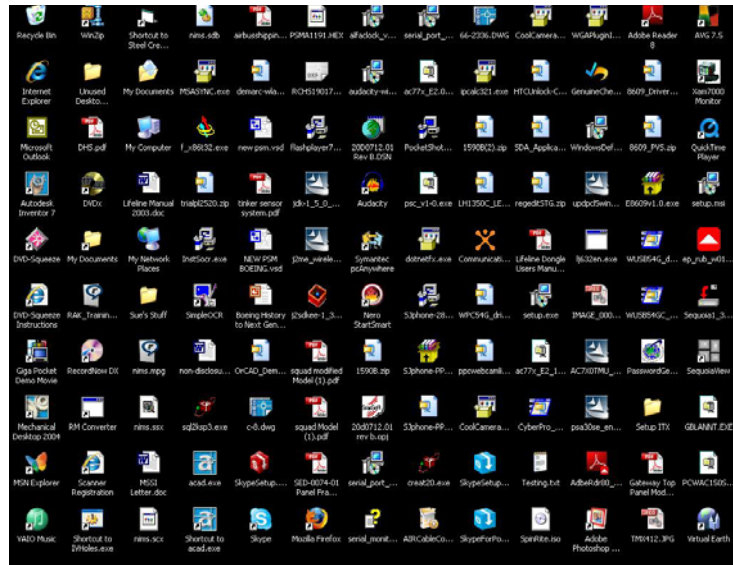 Recycle Bin WinZip Shortcut to nims.sdb airbusshippin... PSMA1191.HEX alfaclock_v... serial_port_... 66-2336.DWG CoolCamera... WGAPluginI... Adobe Reader AVG 7.5
Steel Cre... 8
Internet Unused My Documents MSASYNC.exe demarc-wla... RCHS19017... audacity-wi... ac77x_E2.0... ipcalc321.exe HTCUnlock-C... GenuineChe... 8609_Driver... Xam7000
Explorer Deskto... Monitor
Microsoft DHS.pdf My Computer f_x86t32.exe new psm.vsd flashplayer7... 20D0712.01 PocketShot... 1590B(2).zip SDA_Applica... WindowsDef... 8609_PVS.zip QuickTime
Outlook Rev B.DSN Player
Autodesk DVDx Lifeline Manual trialpl2520.zip tinker sensor jdk-1_5_0_... Audacity psc_v1-0.exe LH1350C_LE... regeditSTG.zip updpd5win... E8609v1.0.exe setup.msi
Inventor 7 2003.doc system.pdf
DVD-Squeeze My Documents My Network InstSocr.exe NEW PSM j2me_wirele... Symantec dotnetfx.exe Communicati... Lifeline Dongle lj632en.exe WUSB54G_d... ep_rub_w01...
Places BOEING.vsd pcAnywhere Users Manu...
DVD-Squeeze RAK_Trainin... Sue's Stuff SimpleOCR Boeing History j2sdkee-1_3... Nero SJphone-28... WPC54G_dri... setup.exe IMAGE_000... WUSB54GC_... Sequoia1_3...
Instructions to Next Gen... StartSmart
Giga Pocket RecordNow DX nims.mpg non-disclosu... OrCAD_Dem... squad modified 1590B.zip SJphone-PP... ppcwebcamli... ac77x_E2_1... AC7X0TMU_... PasswordGe... SequoiaView
Demo Movie Model (1).pdf
Mechanical RM Converter nims.ssx sql2ksp3.exe c-8.dwg squad Model 20d0712.01 SJphone-PP... CoolCamera... CyberPro_... psa30se_en... Setup ITX GBLANNT.EXE
Desktop 2004 (1).pdf rev b.opj
MSN Explorer Scanner MSSI acad.exe SkypeSetup.... SED-0074-01 serial_port_... creat20.exe SkypeSetup... Testing.txt AdbeRdr80_... Gateway Top PCWAC150S...
Registration Letter.doc Panel Fra... Panel Mod...
VAIO Music Shortcut to nims.scx Shortcut to Skype Mozilla Firefox serial_monit... AIRCableCo... SkypeForPo... SpinRite.iso Adobe TMX412.JPG Virtual Earth
IVHoles.exe acad.exe Photoshop ...